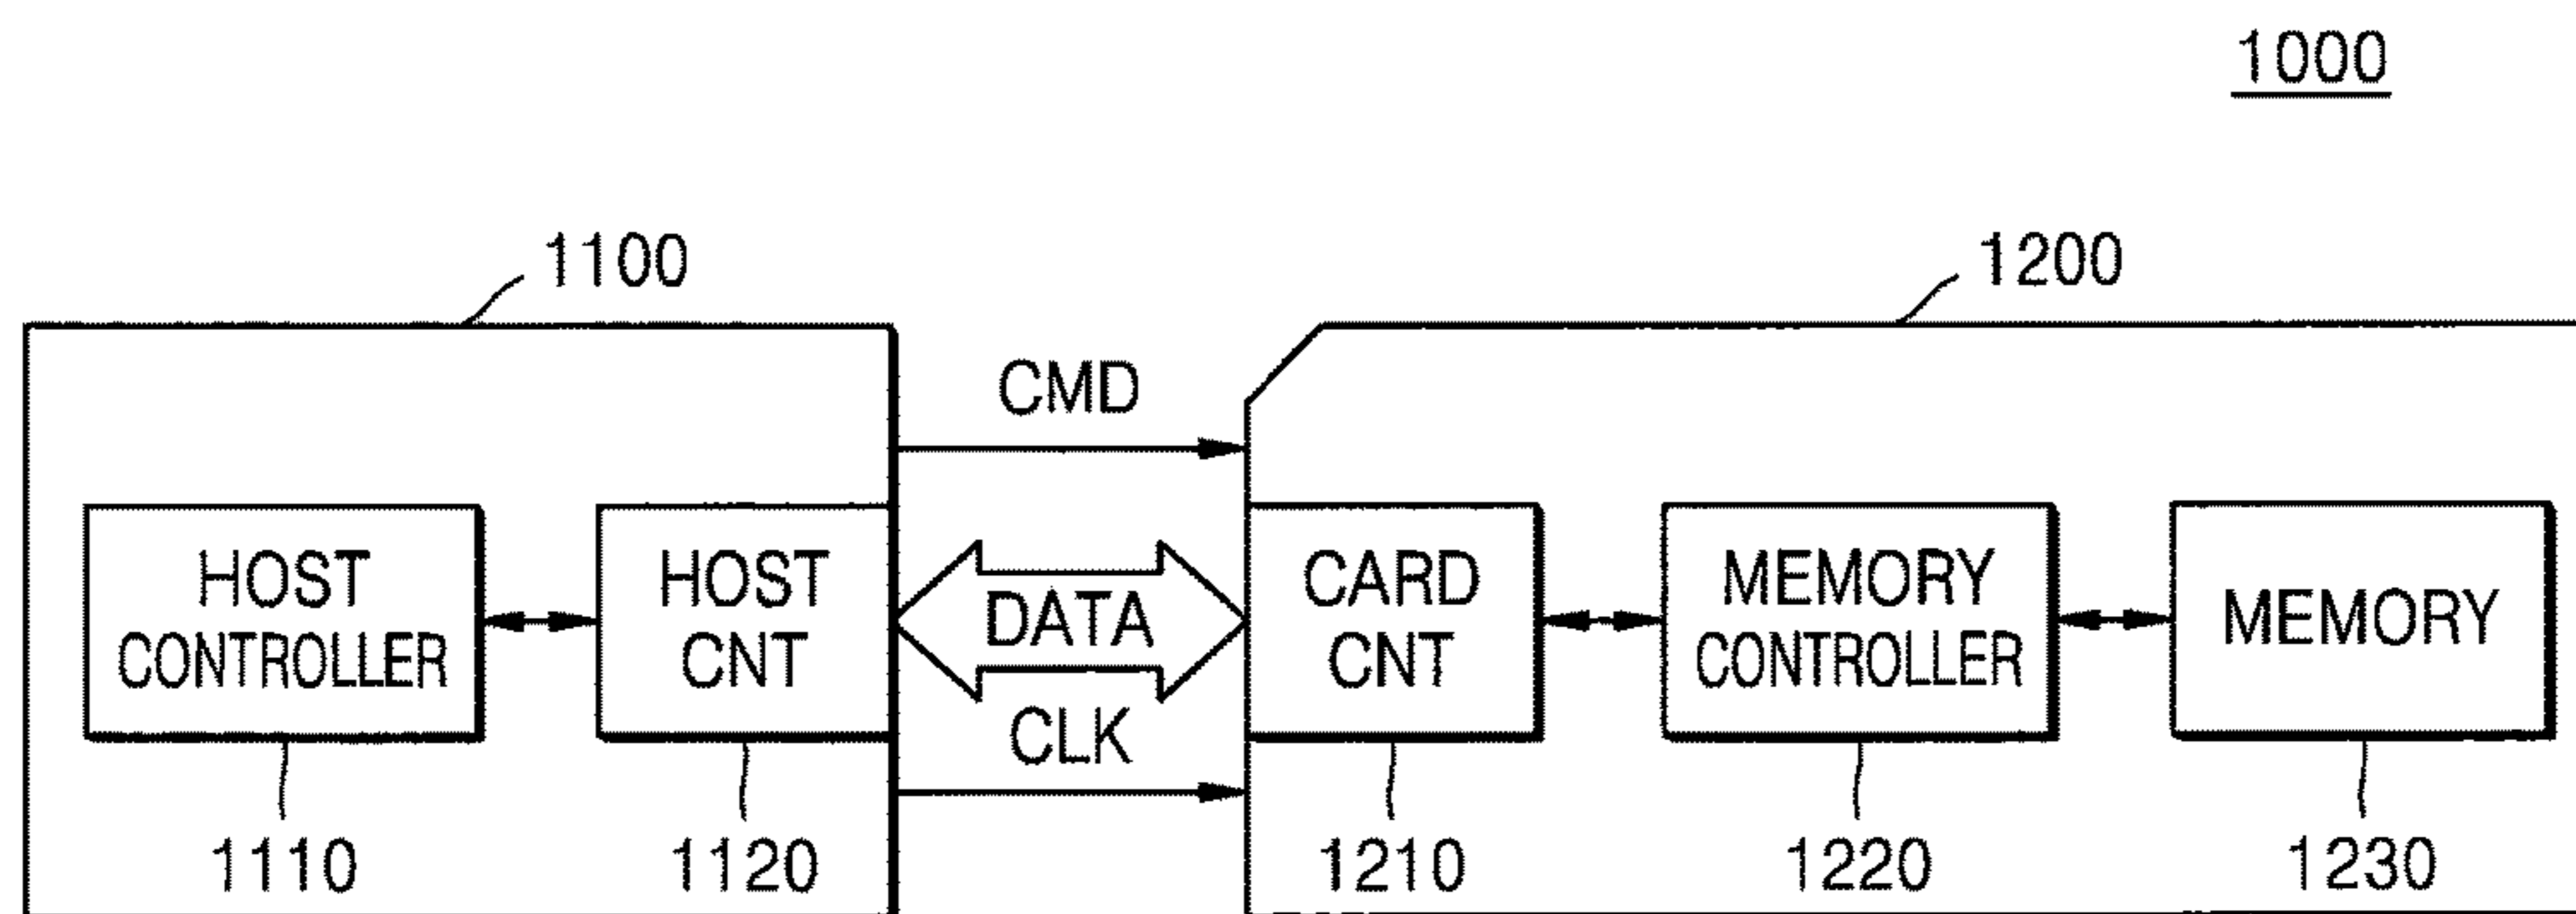 1000
1100
1200
CMD
HOST
CONTROLLER
HOST
CNT
DATA
CLK
CARD
CNT
MEMORY
CONTROLLER
MEMORY
1110
1120
1210
1220
1230